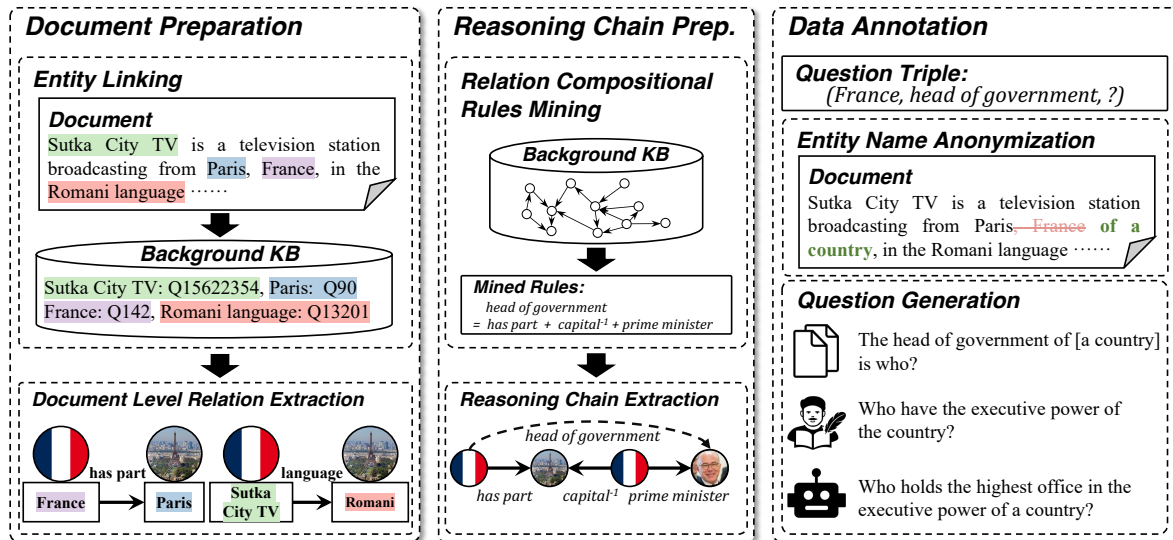 Document Preparation
Entity Linking
Document
Sutka City TV is a television station
broadcasting from Paris, France, in the
Romani language ······
Background KB
Sutka City TV: Q15622354, Paris: Q90
France: Q142, Romani language: Q13201
Document Level Relation Extraction
has part
language
France
Paris
Sutka
City TV
Romani
Reasoning Chain Prep.
Relation Compositional
Rules Mining
Background KB
Mined Rules:
head of government
= has part + capital⁻¹ + prime minister
Reasoning Chain Extraction
head of government
has part
capital⁻¹
prime minister
Data Annotation
Question Triple:
(France, head of government, ?)
Entity Name Anonymization
Document
Sutka City TV is a television station
broadcasting from Paris, France of a
country, in the Romani language ······
Question Generation
The head of government of [a country]
is who?
Who have the executive power of
the country?
Who holds the highest office in the
executive power of a country?